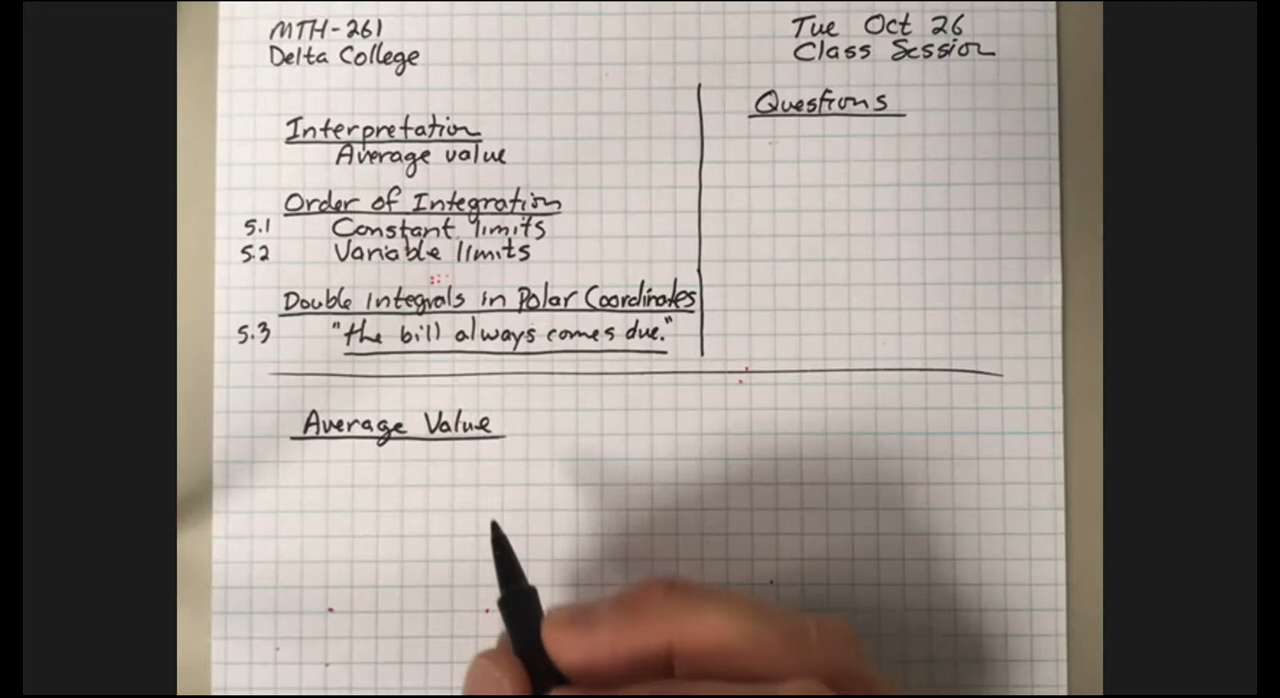 MTH-261
Delta College
Tue Oct 26
Class Session
Interpretation
Average value
Order of Integration
5.1 Constant limits
5.2 Variable limits
Double Integrals in Polar Coordinates
5.3 "the bill always comes due."
Questions
Average Value